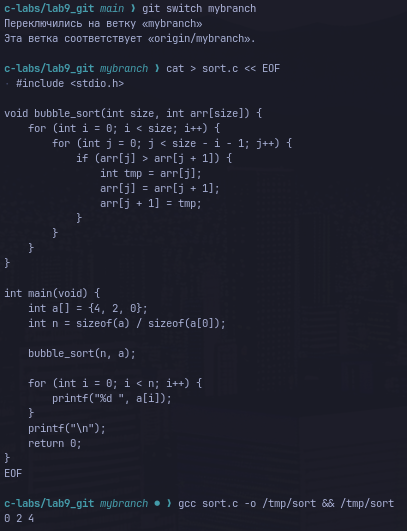 c-labs/lab9_git main ❯ git switch mybranch
Переключились на ветку «mybranch»
Эта ветка соответствует «origin/mybranch».

c-labs/lab9_git mybranch ❯ cat > sort.c << EOF
· #include <stdio.h>

void bubble_sort(int size, int arr[size]) {
    for (int i = 0; i < size; i++) {
        for (int j = 0; j < size - i - 1; j++) {
            if (arr[j] > arr[j + 1]) {
                int tmp = arr[j];
                arr[j] = arr[j + 1];
                arr[j + 1] = tmp;
            }
        }
    }
}

int main(void) {
    int a[] = {4, 2, 0};
    int n = sizeof(a) / sizeof(a[0]);

    bubble_sort(n, a);

    for (int i = 0; i < n; i++) {
        printf("%d ", a[i]);
    }
    printf("\n");
    return 0;
}
EOF

c-labs/lab9_git mybranch ● ❯ gcc sort.c -o /tmp/sort && /tmp/sort
0 2 4